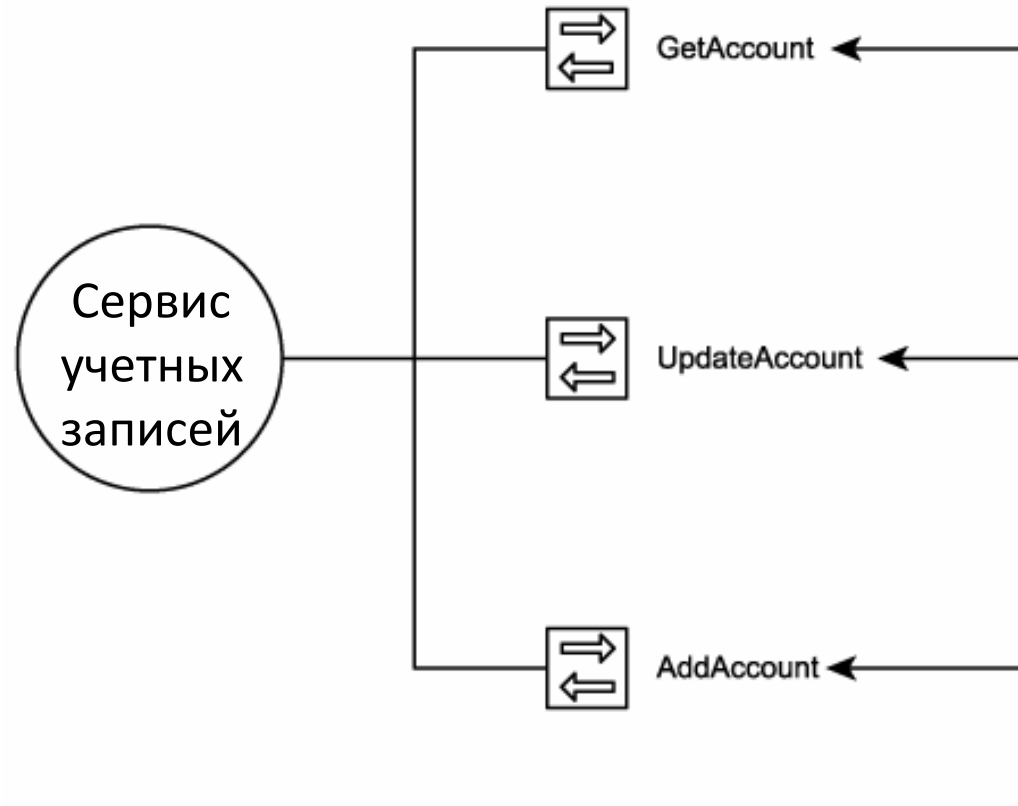 GetAccount
Сервис
учетных
записей
UpdateAccount
AddAccount